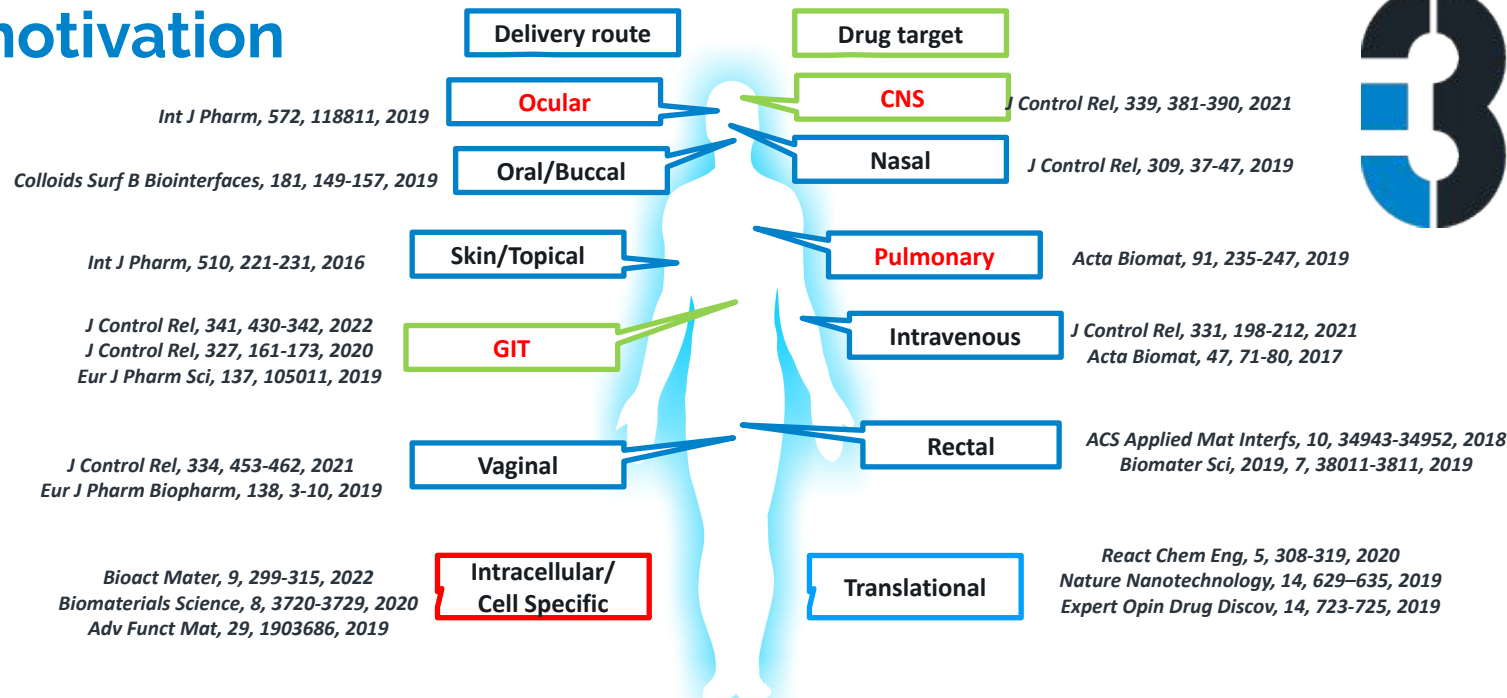 motivation
Delivery route
Drug target
Ocular
Int J Pharm, 572, 118811, 2019
CNS
J Control Rel, 339, 381-390, 2021
Oral/Buccal
Colloids Surf B Biointerfaces, 181, 149-157, 2019
Nasal
J Control Rel, 309, 37-47, 2019
Skin/Topical
Int J Pharm, 510, 221-231, 2016
Pulmonary
Acta Biomat, 91, 235-247, 2019
J Control Rel, 341, 430-342, 2022
J Control Rel, 327, 161-173, 2020
Eur J Pharm Sci, 137, 105011, 2019
GIT
Intravenous
J Control Rel, 331, 198-212, 2021
Acta Biomat, 47, 71-80, 2017
J Control Rel, 334, 453-462, 2021
Eur J Pharm Biopharm, 138, 3-10, 2019
Vaginal
Rectal
ACS Applied Mat Interfs, 10, 34943-34952, 2018
Biomater Sci, 2019, 7, 38011-3811, 2019
Bioact Mater, 9, 299-315, 2022
Biomaterials Science, 8, 3720-3729, 2020
Adv Funct Mat, 29, 1903686, 2019
Intracellular/
Cell Specific
Translational
React Chem Eng, 5, 308-319, 2020
Nature Nanotechnology, 14, 629–635, 2019
Expert Opin Drug Discov, 14, 723-725, 2019